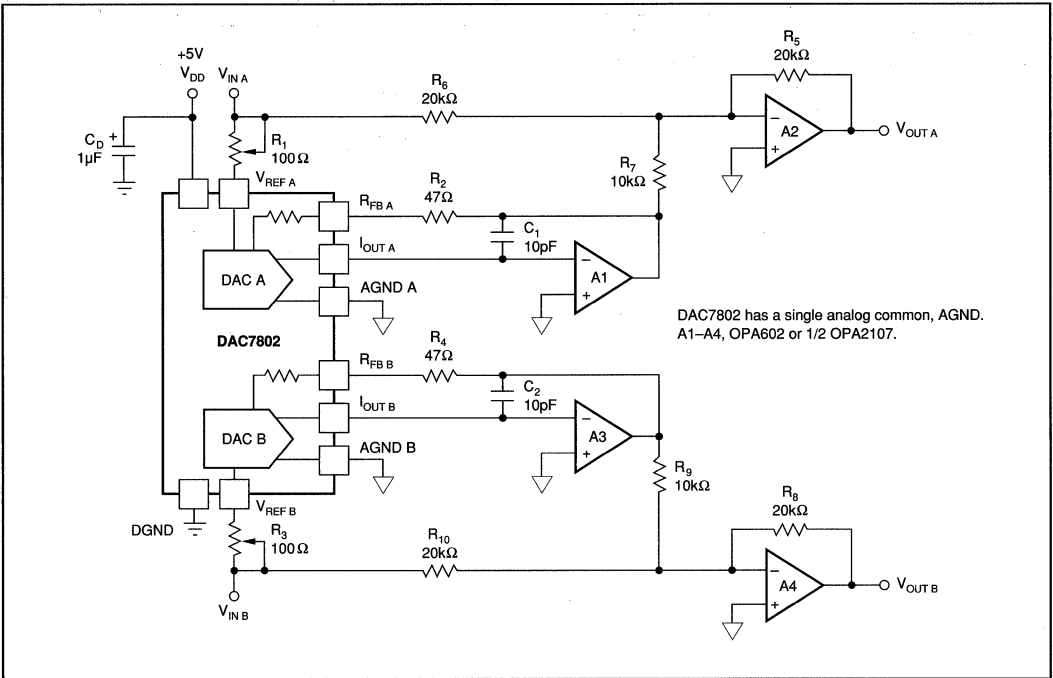 +5V
V_DD
V_IN A
C_D +
1µF
R_1
100Ω
V_REF A
R_6
20kΩ
R_5
20kΩ
A2
–
+
V_OUT A
R_7
10kΩ
R_FB A
R_2
47Ω
C_1
10pF
I_OUT A
–
+
A1
AGND A
DAC A
DAC7802
DAC7802 has a single analog common, AGND.
A1–A4, OPA602 or 1/2 OPA2107.
R_FB B
R_4
47Ω
C_2
10pF
I_OUT B
–
+
A3
DAC B
AGND B
R_9
10kΩ
DGND
V_REF B
R_3
100Ω
R_10
20kΩ
R_8
20kΩ
–
+
A4
V_OUT B
V_IN B